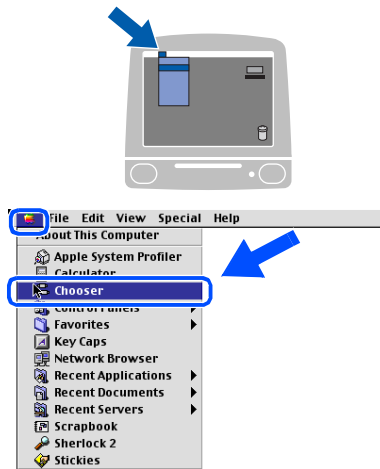 File Edit View Special Help
About This Computer
Apple System Profiler
Calculator
Chooser
Control Panels
Favorites
Key Caps
Network Browser
Recent Applications
Recent Documents
Recent Servers
Scrapbook
Sherlock 2
Stickies